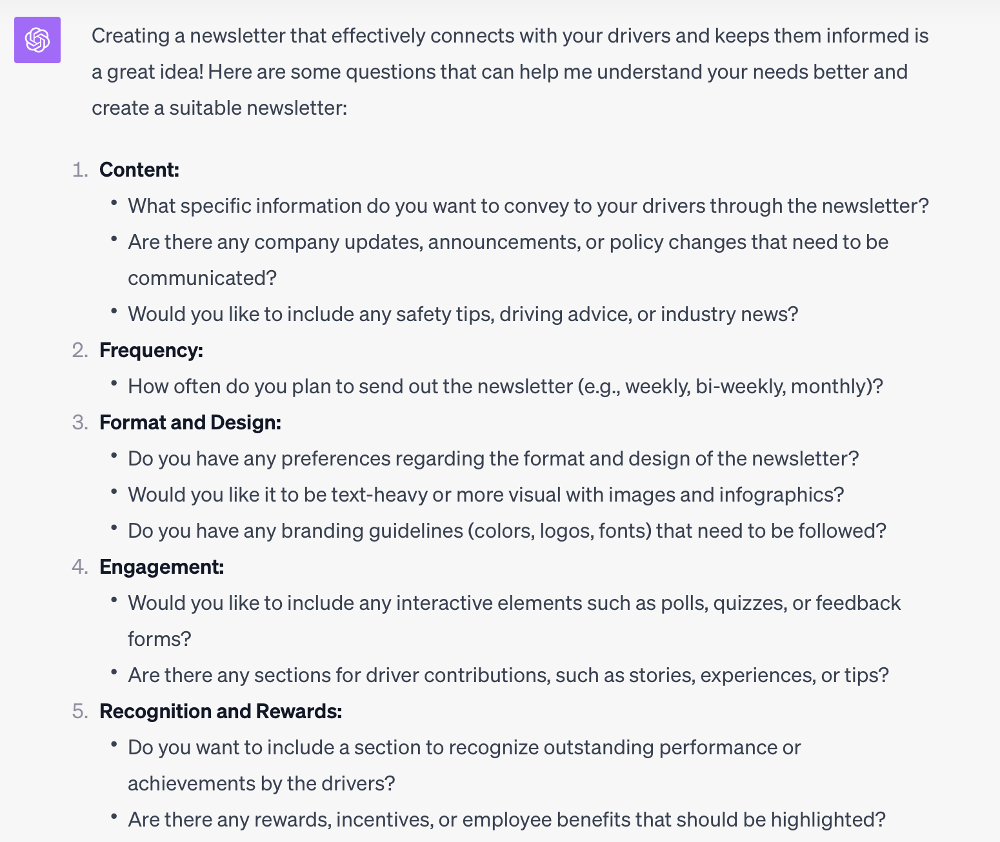 Creating a newsletter that effectively connects with your drivers and keeps them informed is
a great idea! Here are some questions that can help me understand your needs better and
create a suitable newsletter:
1. Content:
• What specific information do you want to convey to your drivers through the newsletter?
• Are there any company updates, announcements, or policy changes that need to be
communicated?
• Would you like to include any safety tips, driving advice, or industry news?
2. Frequency:
• How often do you plan to send out the newsletter (e.g., weekly, bi-weekly, monthly)?
3. Format and Design:
• Do you have any preferences regarding the format and design of the newsletter?
• Would you like it to be text-heavy or more visual with images and infographics?
• Do you have any branding guidelines (colors, logos, fonts) that need to be followed?
4. Engagement:
• Would you like to include any interactive elements such as polls, quizzes, or feedback
forms?
• Are there any sections for driver contributions, such as stories, experiences, or tips?
5. Recognition and Rewards:
• Do you want to include a section to recognize outstanding performance or
achievements by the drivers?
• Are there any rewards, incentives, or employee benefits that should be highlighted?